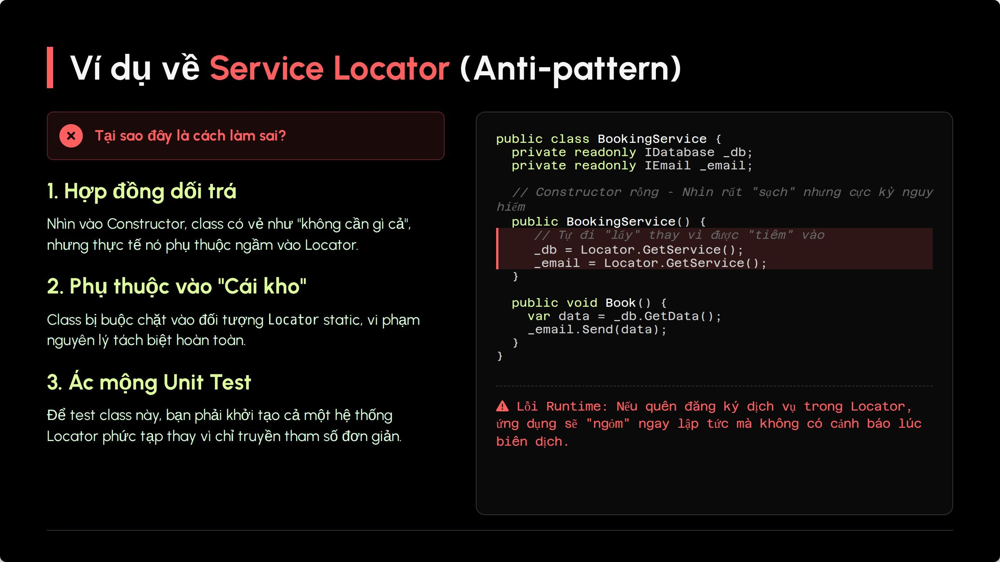 Ví dụ về Service Locator (Anti-pattern)
Tại sao đây là cách làm sai?
1. Hợp đồng dối trá
Nhìn vào Constructor, class có vẻ như "không cần gì cả",
nhưng thực tế nó phụ thuộc ngầm vào Locator.
2. Phụ thuộc vào "Cái kho"
Class bị buộc chặt vào đối tượng Locator static, vi phạm
nguyên lý tách biệt hoàn toàn.
3. Ác mộng Unit Test
Để test class này, bạn phải khởi tạo cả một hệ thống
Locator phức tạp thay vì chỉ truyền tham số đơn giản.
public class BookingService {
  private readonly IDatabase _db;
  private readonly IEmail _email;
  // Constructor rỗng - Nhìn rất "sạch" nhưng cực kỳ nguy
hiểm
  public BookingService() {
    // Tự đi "lấy" thay vì được "tiêm" vào
    _db = Locator.GetService();
    _email = Locator.GetService();
  }
  public void Book() {
    var data = _db.GetData();
    _email.Send(data);
  }
}
Lỗi Runtime: Nếu quên đăng ký dịch vụ trong Locator,
ứng dụng sẽ "ngỏm" ngay lập tức mà không có cảnh báo lúc
biên dịch.